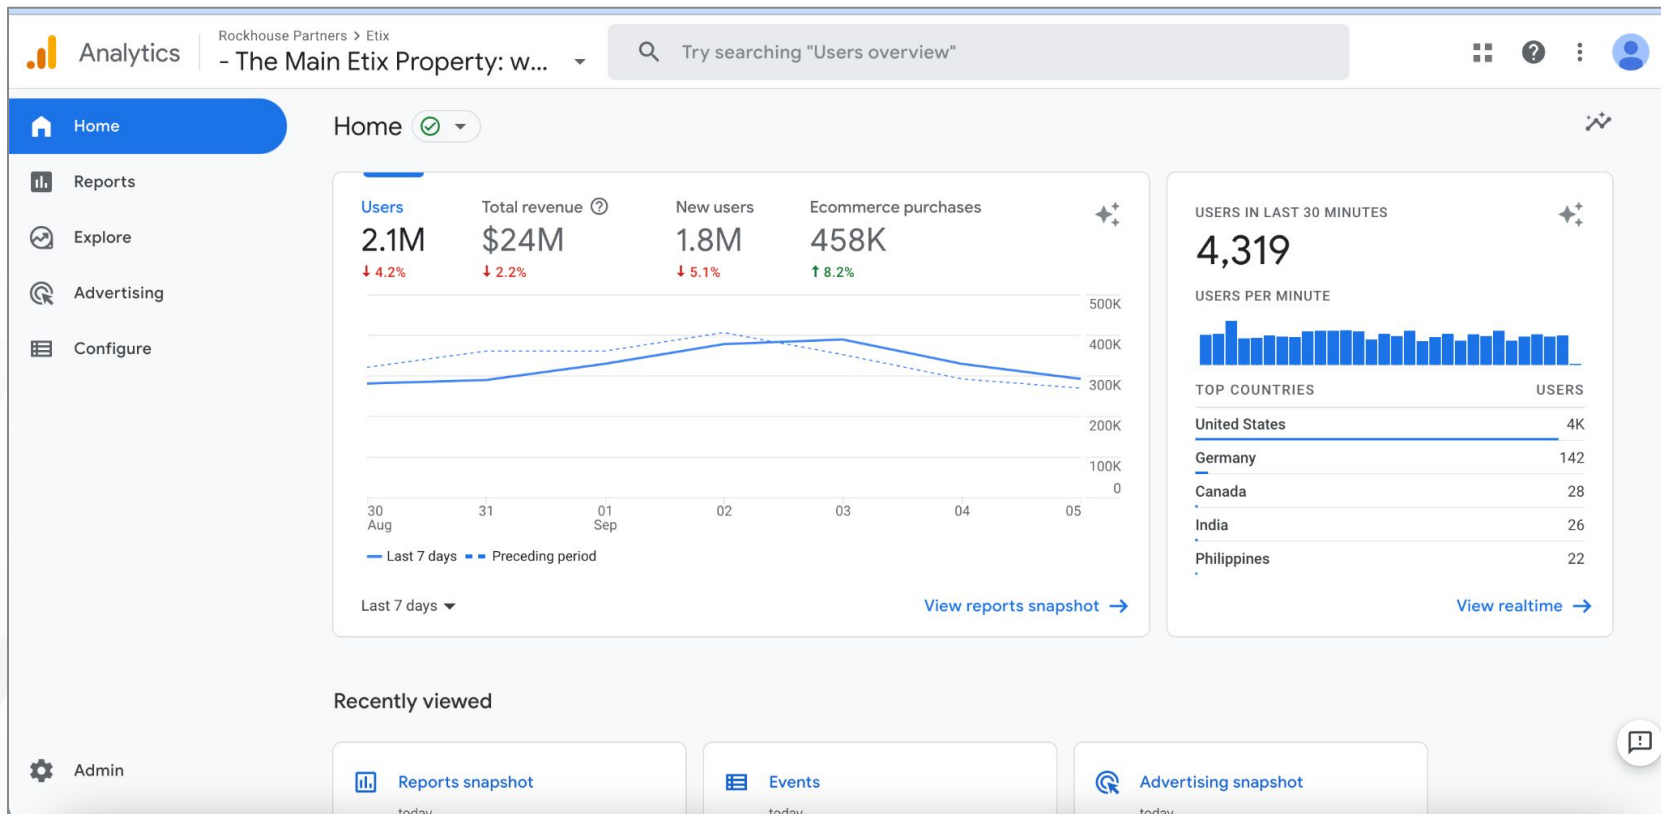 Analytics
Rockhouse Partners > Etix
- The Main Etix Property: w...
Try searching "Users overview"
Home
Reports
Explore
Advertising
Configure
Admin
Home
Users
2.1M
↓ 4.2%
Total revenue
$24M
↓ 2.2%
New users
1.8M
↓ 5.1%
Ecommerce purchases
458K
↑ 8.2%
500K
400K
300K
200K
100K
0
30 Aug
31
01 Sep
02
03
04
05
Last 7 days
Preceding period
Last 7 days
View reports snapshot →
USERS IN LAST 30 MINUTES
4,319
USERS PER MINUTE
TOP COUNTRIES USERS
United States 4K
Germany 142
Canada 28
India 26
Philippines 22
View realtime →
Recently viewed
Reports snapshot
today
Events
today
Advertising snapshot
today